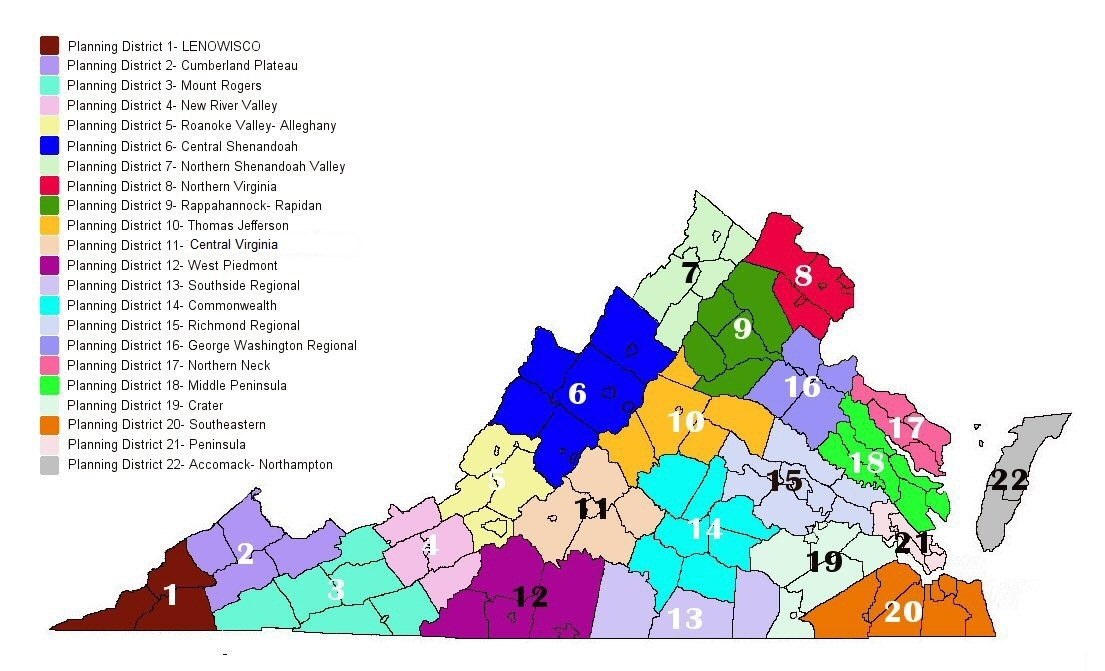 Planning District 1- LENOWISCO
Planning District 2- Cumberland Plateau
Planning District 3- Mount Rogers
Planning District 4- New River Valley
Planning District 5- Roanoke Valley- Alleghany
Planning District 6- Central Shenandoah
Planning District 7- Northern Shenandoah Valley
Planning District 8- Northern Virginia
Planning District 9- Rappahannock- Rapidan
Planning District 10- Thomas Jefferson
Planning District 11- Central Virginia
Planning District 12- West Piedmont
Planning District 13- Southside Regional
Planning District 14- Commonwealth
Planning District 15- Richmond Regional
Planning District 16- George Washington Regional
Planning District 17- Northern Neck
Planning District 18- Middle Peninsula
Planning District 19- Crater
Planning District 20- Southeastern
Planning District 21- Peninsula
Planning District 22- Accomack- Northampton
7
8
9
6
16
10
17
18
5
15
22
11
14
21
4
2
19
3
1
12
20
13